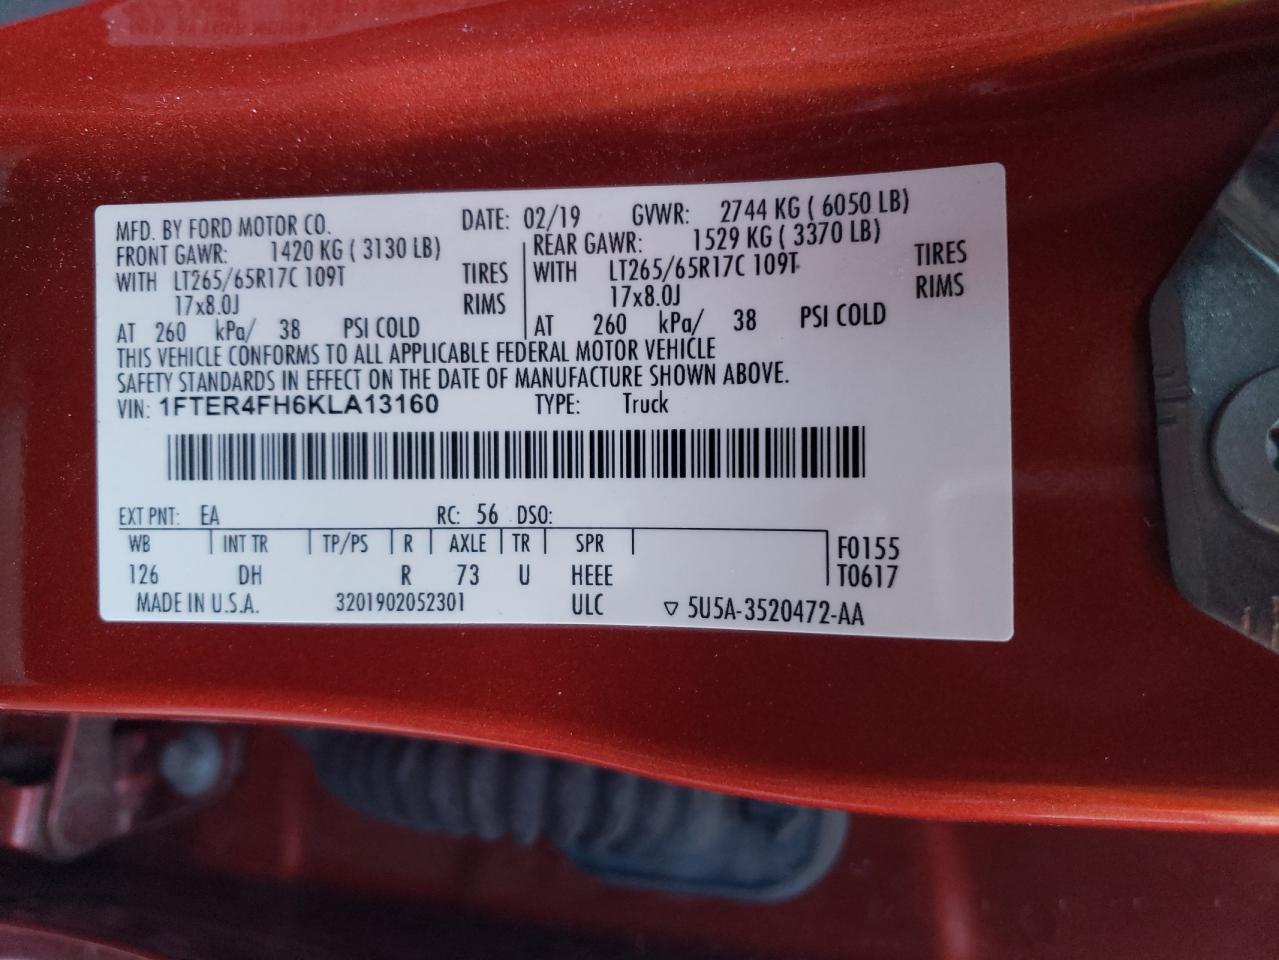 MFD. BY FORD MOTOR CO. DATE: 02/19 GVWR: 2744 KG ( 6050 LB)
FRONT GAWR: 1420 KG ( 3130 LB) REAR GAWR: 1529 KG ( 3370 LB)
WITH LT265/65R17C 109T TIRES WITH LT265/65R17C 109T TIRES
17x8.0J RIMS 17x8.0J RIMS
AT 260 kPa/ 38 PSI COLD AT 260 kPa/ 38 PSI COLD
THIS VEHICLE CONFORMS TO ALL APPLICABLE FEDERAL MOTOR VEHICLE
SAFETY STANDARDS IN EFFECT ON THE DATE OF MANUFACTURE SHOWN ABOVE.
VIN: 1FTER4FH6KLA13160 TYPE: Truck
EXT PNT: EA RC: 56 DSO:
WB INT TR TP/PS R AXLE TR SPR F0155
126 DH R 73 U HEEE T0617
MADE IN U.S.A. 3201902052301 ULC ▽ 5U5A-3520472-AA